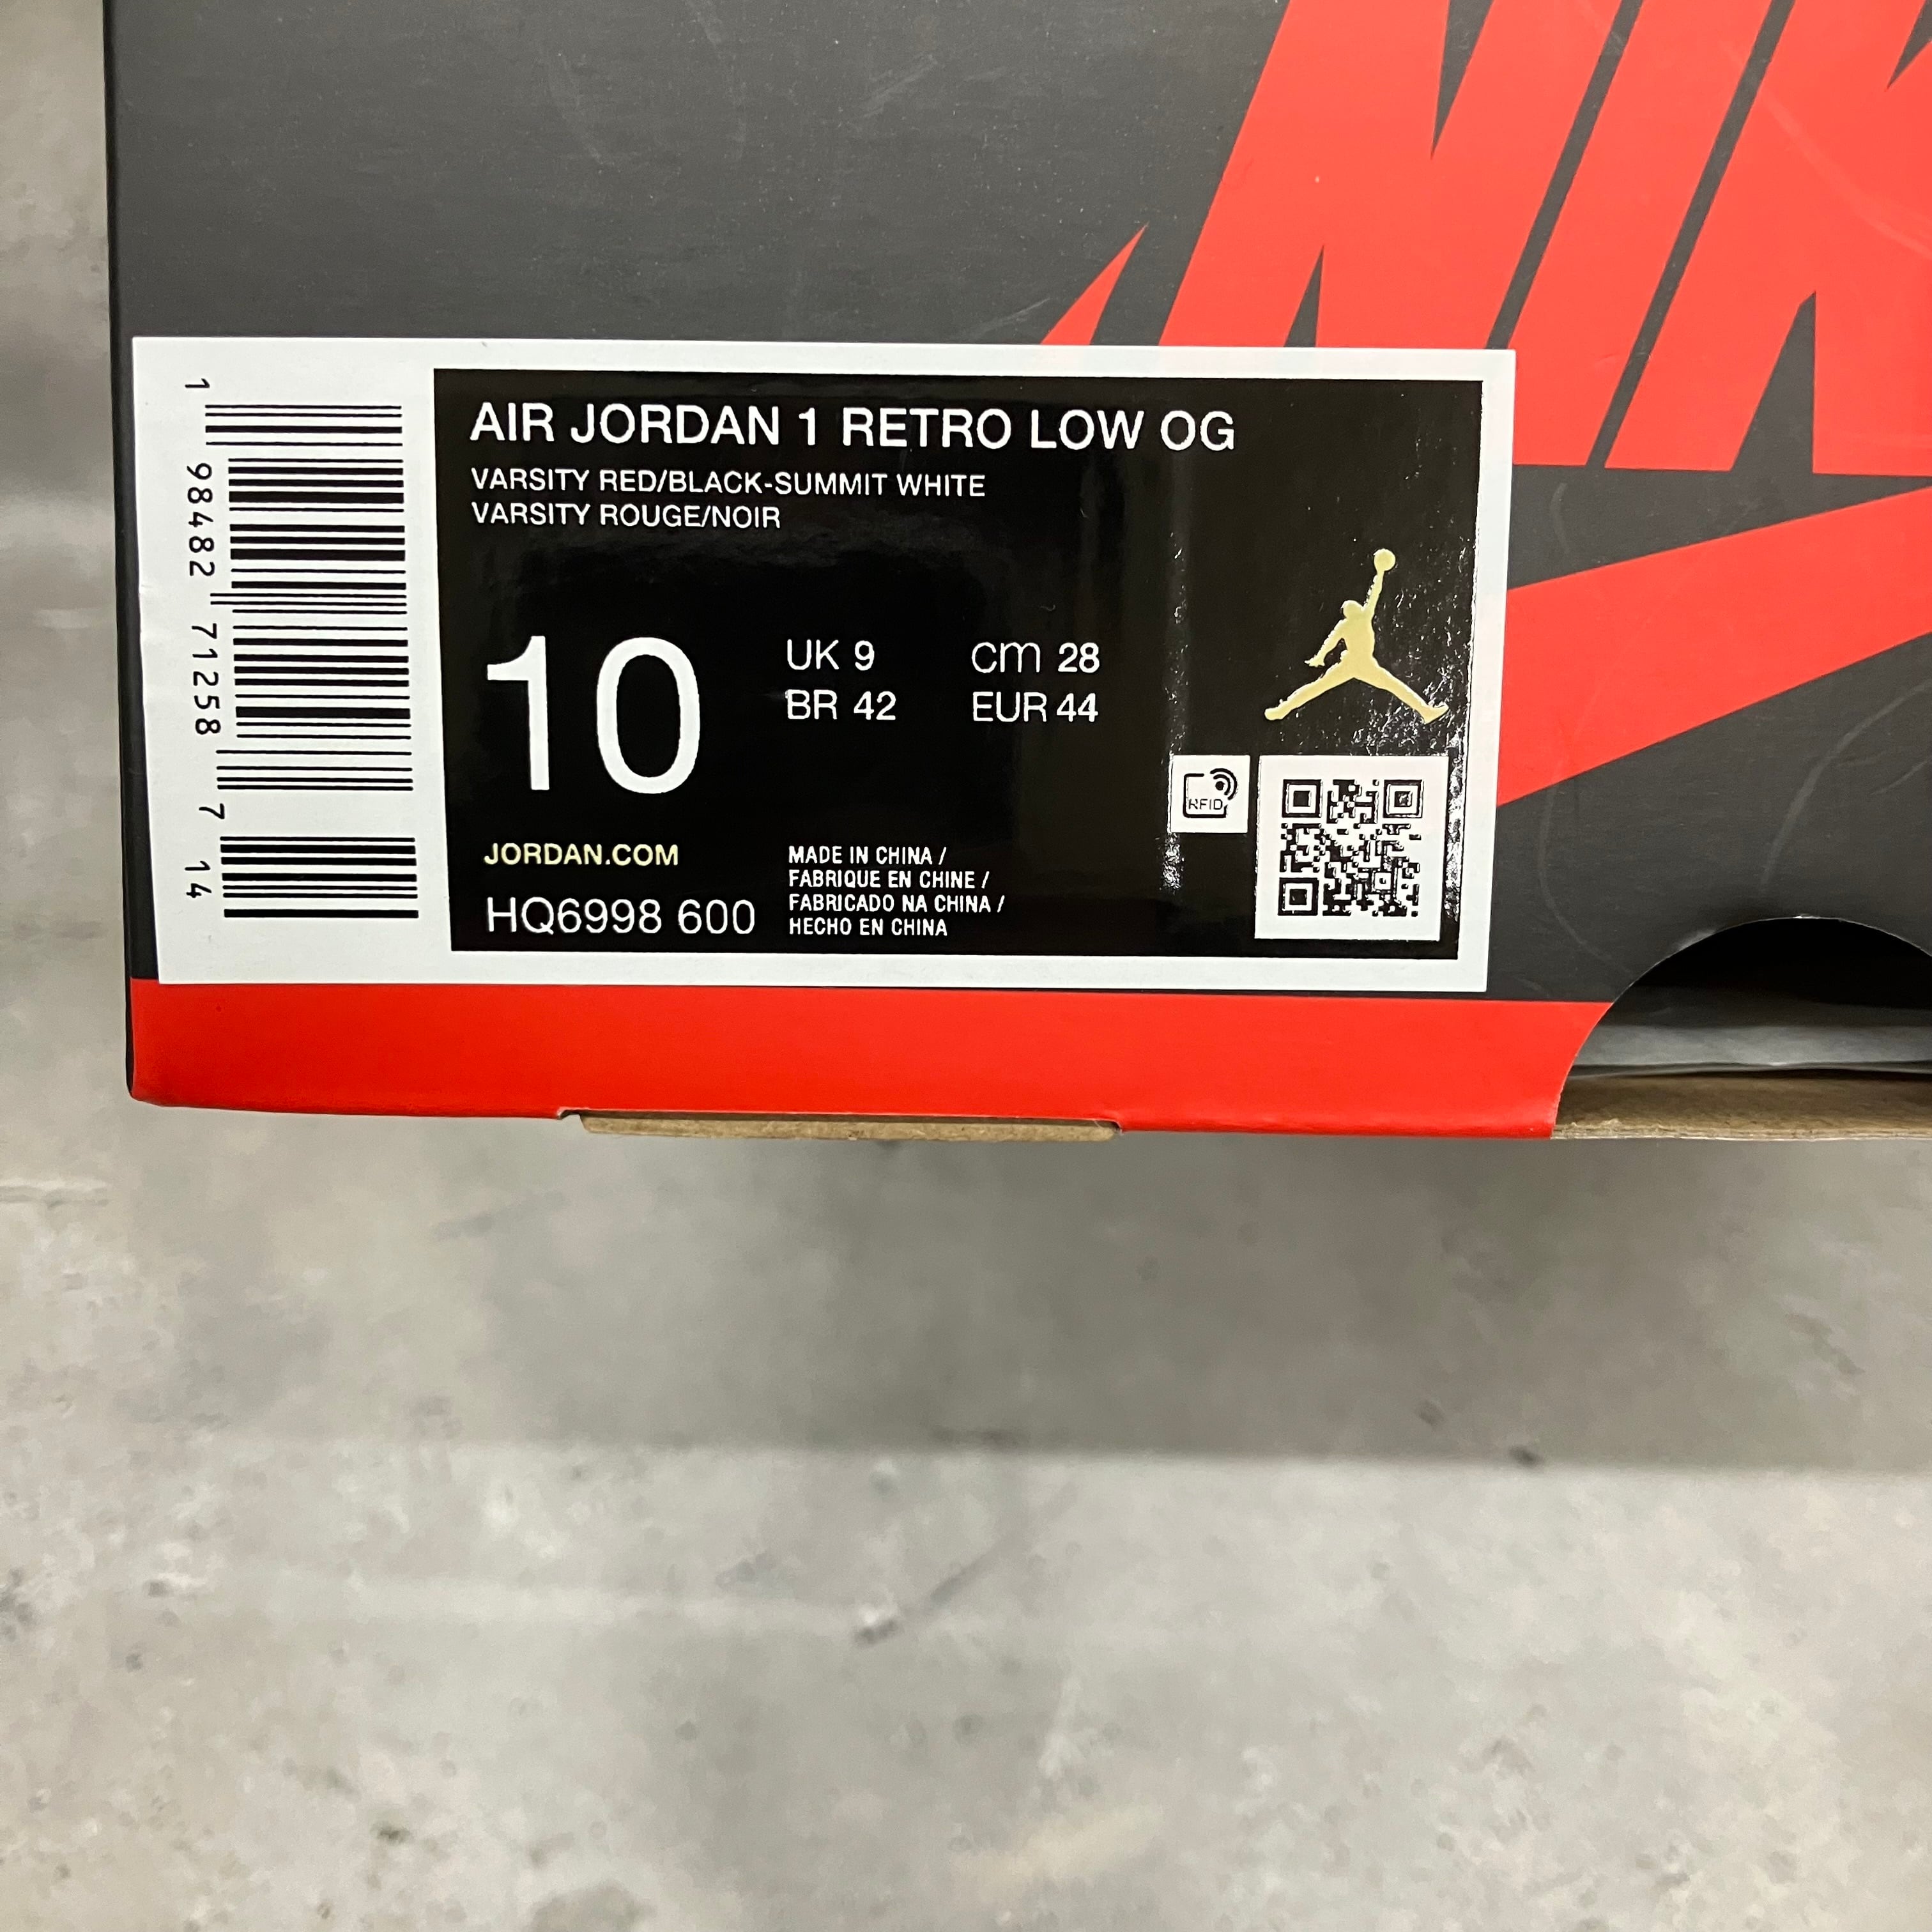 NIK
AIR JORDAN 1 RETRO LOW OG
VARSITY RED/BLACK-SUMMIT WHITE
VARSITY ROUGE/NOIR
10
UK 9
cm 28
BR 42
EUR 44
RFID
JORDAN.COM
HQ6998 600
MADE IN CHINA /
FABRIQUE EN CHINE /
FABRICADO NA CHINA /
HECHO EN CHINA
1 98482 71258 7 14